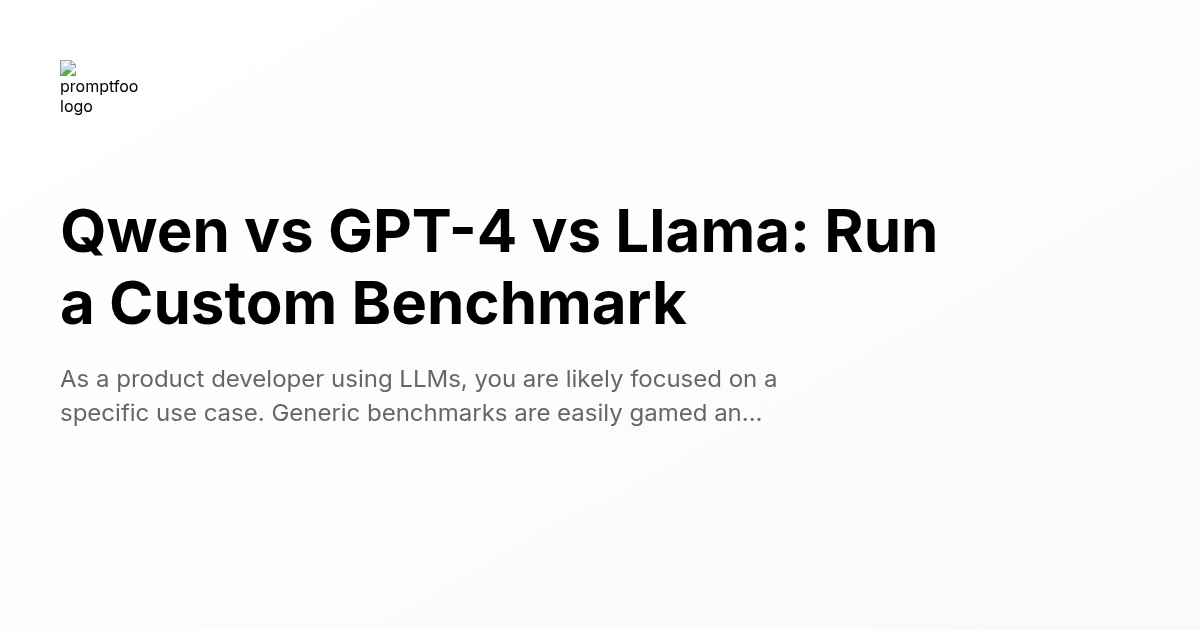 promptfoo
logo
Qwen vs GPT-4 vs Llama: Run
a Custom Benchmark
As a product developer using LLMs, you are likely focused on a
specific use case. Generic benchmarks are easily gamed an...